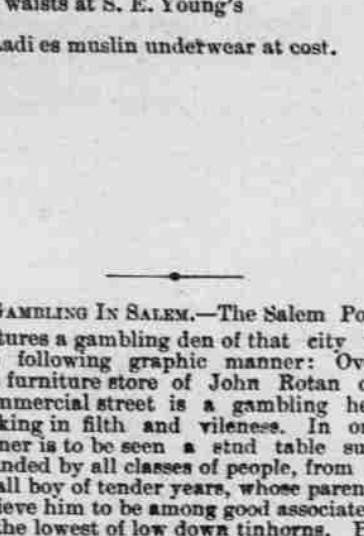 waists at S. E. Young's
adi es muslin underwear at cost.
GAMBLING IN SALEM.—The Salem Po
tures a gambling den of that city
following graphic manner: Ov
furniture store of John Rotan
mmercial street is a gambling he
king in filth and vileness. In o
ner is to be seen a stud table su
nded by all classes of people, from
all boy of tender years, whose paren
ieve him to be among good associate
the lowest of low down tinhorns.